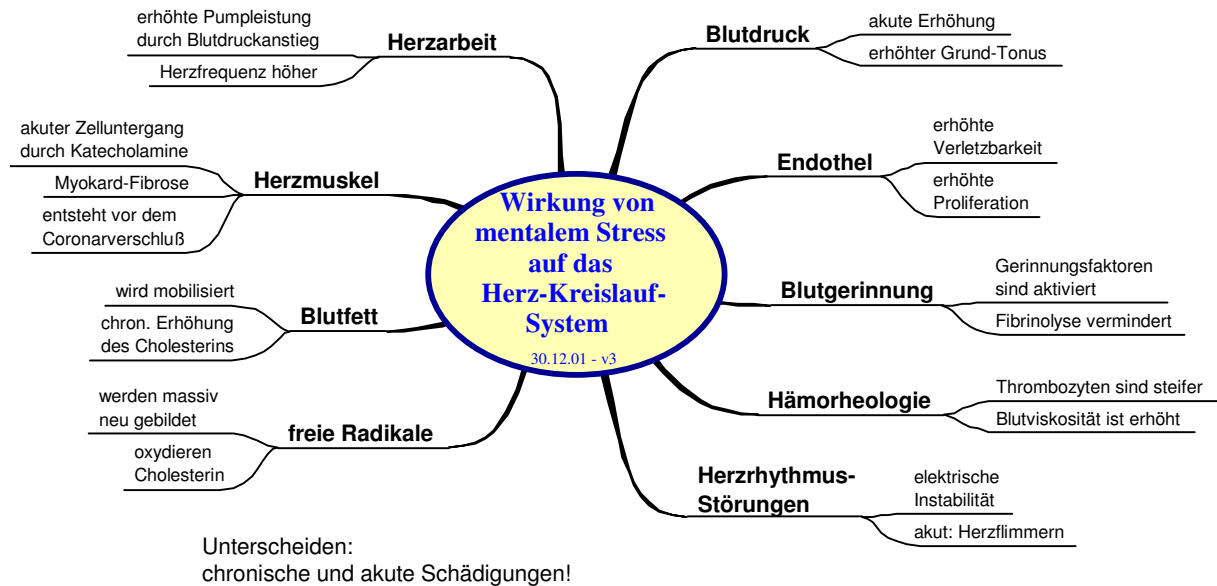 Wirkung von
mentalem Stress
auf das
Herz-Kreislauf-
System
30.12.01 - v3
Blutdruck
akute Erhöhung
erhöhter Grund-Tonus
Endothel
erhöhte
Verletzbarkeit
erhöhte
Proliferation
Blutgerinnung
Gerinnungsfaktoren
sind aktiviert
Fibrinolyse vermindert
Hämorheologie
Thrombozyten sind steifer
Blutviskosität ist erhöht
Herzrhythmus-
Störungen
elektrische
Instabilität
akut: Herzflimmern
Herzarbeit
erhöhte Pumpleistung
durch Blutdruckanstieg
Herzfrequenz höher
Herzmuskel
akuter Zelluntergang
durch Katecholamine
Myokard-Fibrose
entsteht vor dem
Coronarverschluß
Blutfett
wird mobilisiert
chron. Erhöhung
des Cholesterins
freie Radikale
werden massiv
neu gebildet
oxydieren
Cholesterin
Unterscheiden:
chronische und akute Schädigungen!